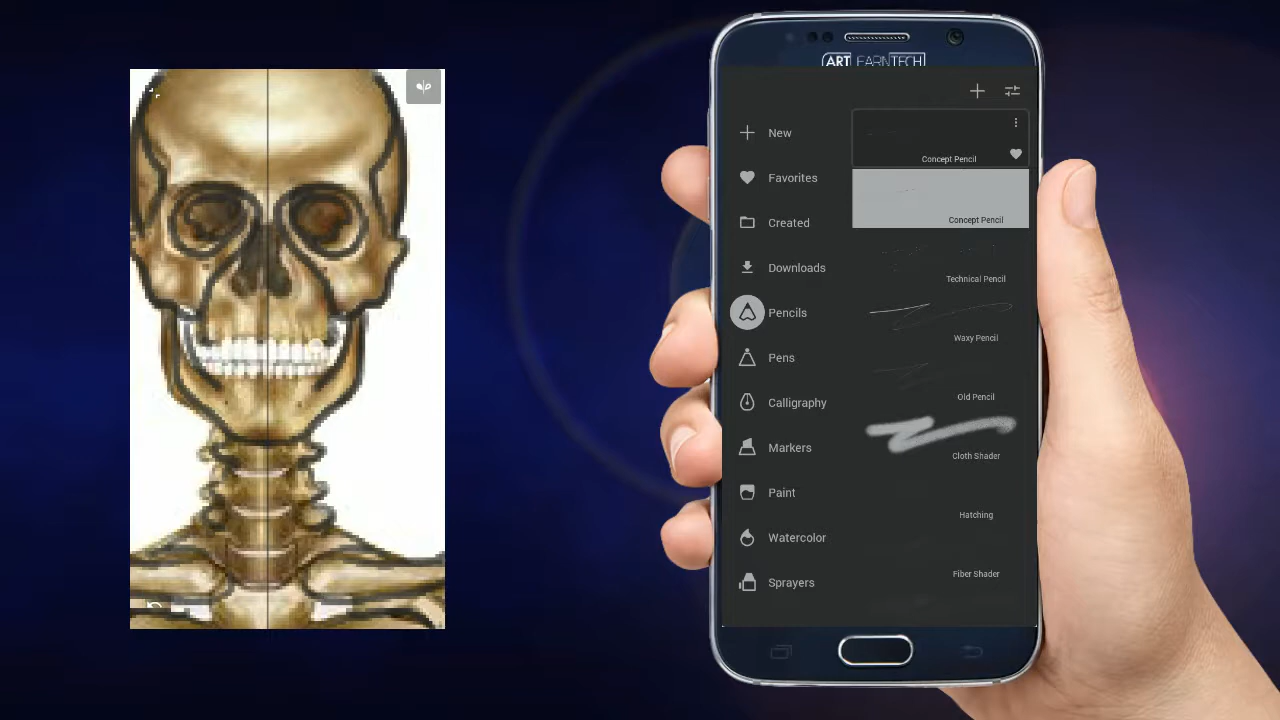 ART EARNTECH
New
Favorites
Created
Downloads
Pencils
Pens
Calligraphy
Markers
Paint
Watercolor
Sprayers
Concept Pencil
Concept Pencil
Technical Pencil
Waxy Pencil
Old Pencil
Cloth Shader
Hatching
Fiber Shader